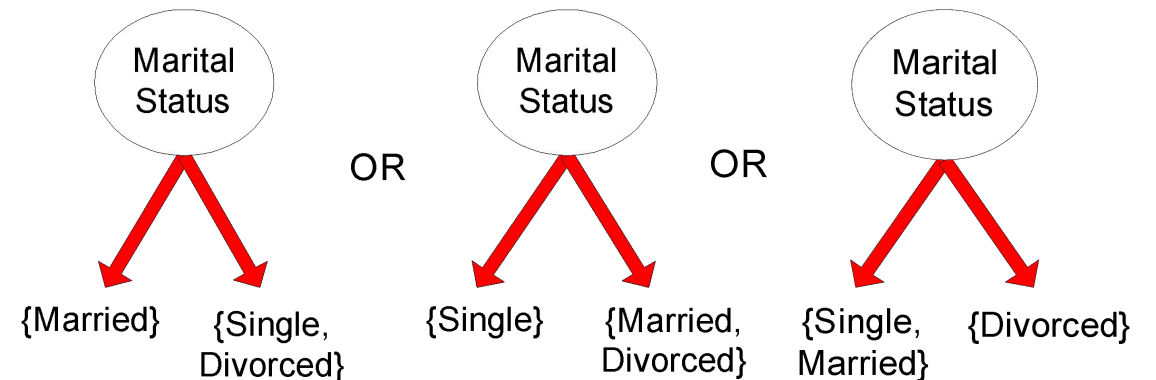 Marital
Status
Marital
Status
Marital
Status
OR
OR
{Married}
{Single,
Divorced}
{Single}
{Married,
Divorced}
{Single,
Married}
{Divorced}